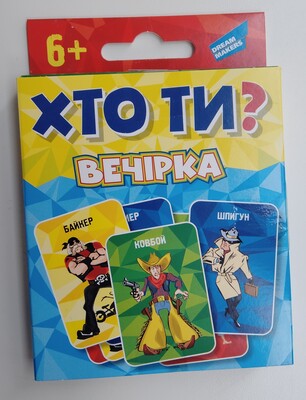 6+
DREAM
MAKERS
ХТО ТИ?
ВЕЧІРКА
БАЙКЕР
КОВБОЙ
ШПИГУН